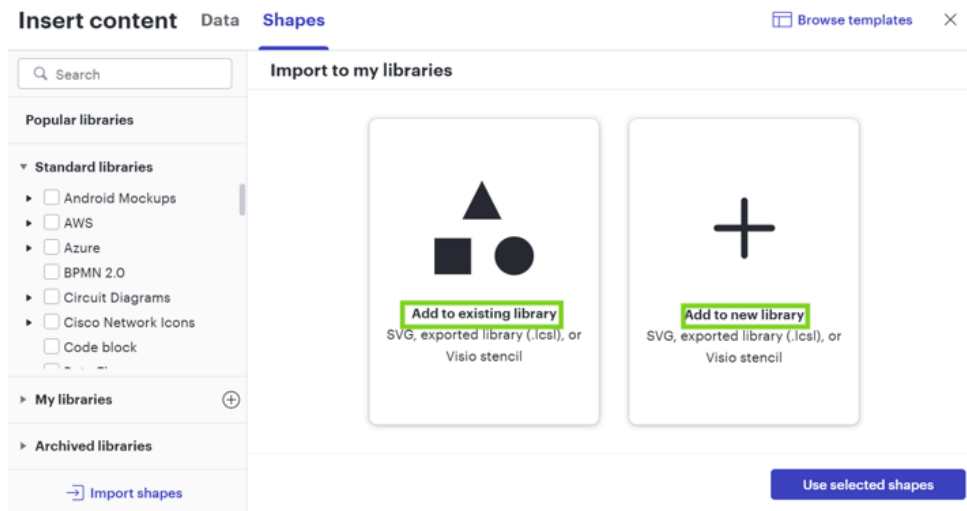 Insert content Data Shapes Browse templates
Search
Import to my libraries
Popular libraries
Standard libraries
Android Mockups
AWS
Azure
BPMN 2.0
Circuit Diagrams
Cisco Network Icons
Code block
My libraries
Archived libraries
Import shapes
Add to existing library
SVG, exported library (.lcsl), or
Visio stencil
Add to new library
SVG, exported library (.lcsl), or
Visio stencil
Use selected shapes